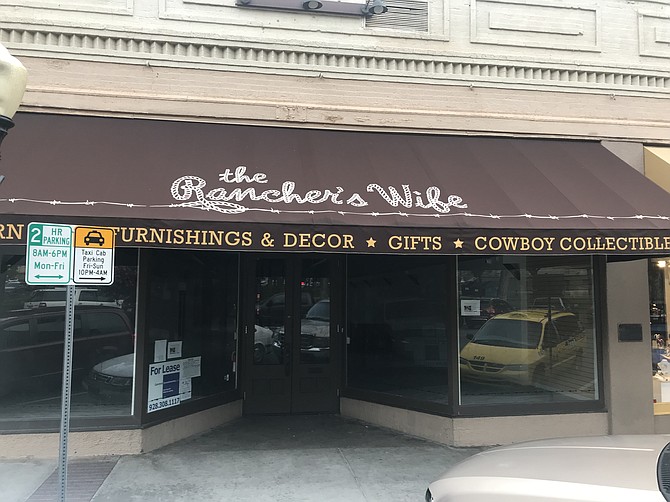 the
Rancher's Wife
RN FURNISHINGS & DECOR ★ GIFTS ★ COWBOY COLLECTIBLE
2 HR
PARKING
8AM-6PM
Mon-Fri
Taxi Cab
Parking
Fri-Sun
10PM-4AM
For Lease
928.308.1117